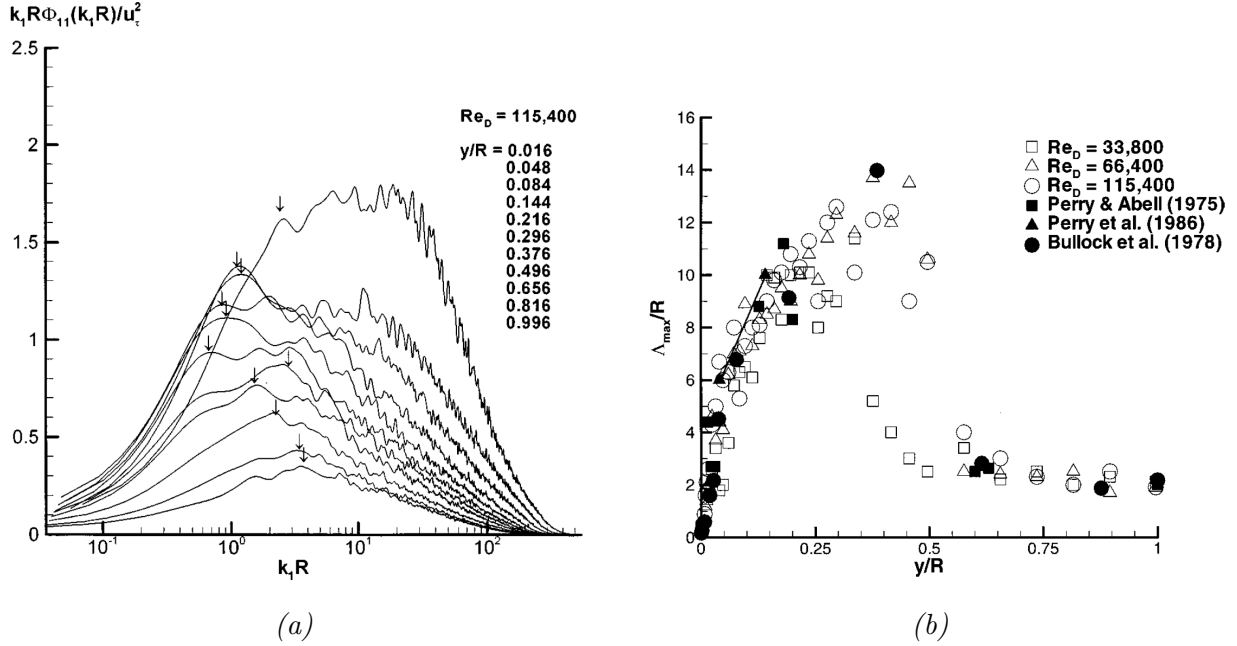 k₁RΦ₁₁(k₁R)/u²τ
2.5
2
1.5
1
0.5
0
10⁻¹
10⁰
10¹
10²
k₁R
Re_D = 115,400
y/R = 0.016
0.048
0.084
0.144
0.216
0.296
0.376
0.496
0.656
0.816
0.996
(a)
Λmax/R
16
14
12
10
8
6
4
2
0
0
0.25
0.5
0.75
1
y/R
Re_D = 33,800
Re_D = 66,400
Re_D = 115,400
Perry & Abell (1975)
Perry et al. (1986)
Bullock et al. (1978)
(b)